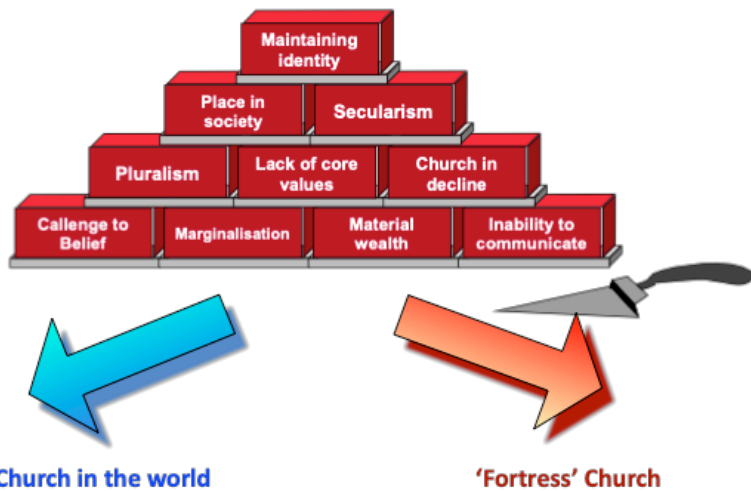 Maintaining
identity
Place in
society
Secularism
Pluralism
Lack of core
values
Church in
decline
Callenge to
Belief
Marginalisation
Material
wealth
Inability to
communicate
Church in the world
‘Fortress’ Church